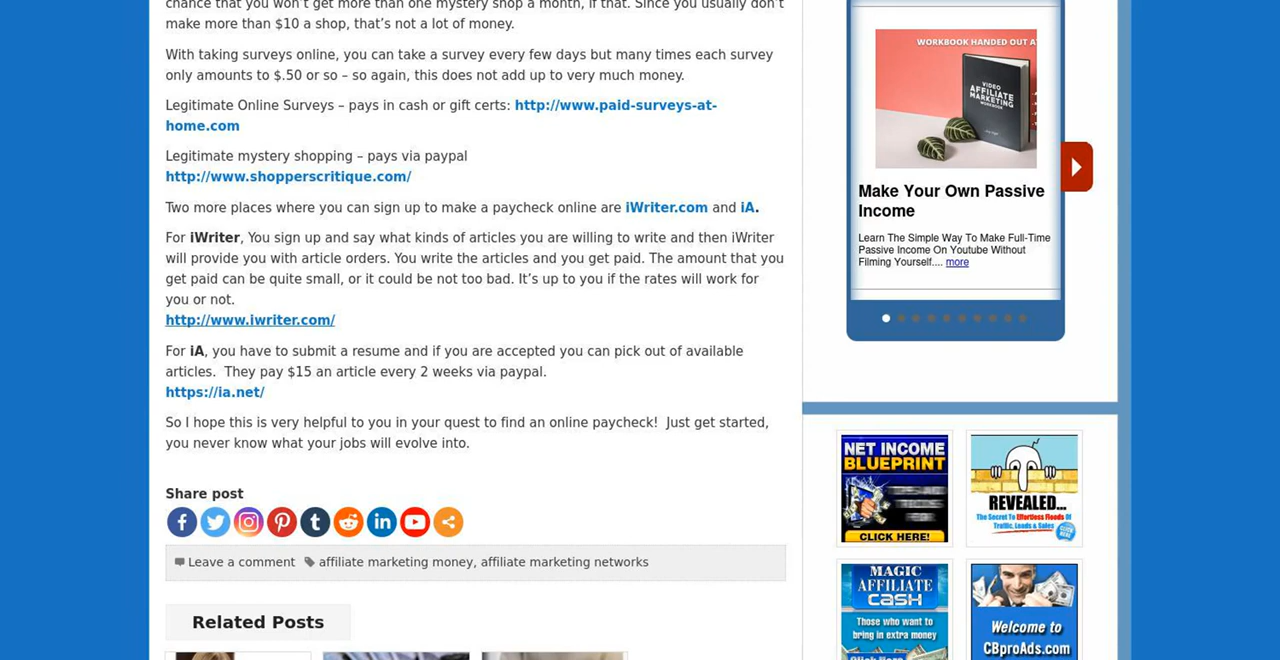 chance that you won't get more than one mystery shop a month, if that. Since you usually don't
make more than $10 a shop, that's not a lot of money.
With taking surveys online, you can take a survey every few days but many times each survey
only amounts to $.50 or so – so again, this does not add up to very much money.
Legitimate Online Surveys – pays in cash or gift certs: http://www.paid-surveys-at-
home.com
Legitimate mystery shopping – pays via paypal
http://www.shopperscritique.com/
Two more places where you can sign up to make a paycheck online are iWriter.com and iA.
For iWriter, You sign up and say what kinds of articles you are willing to write and then iWriter
will provide you with article orders. You write the articles and you get paid. The amount that you
get paid can be quite small, or it could be not too bad. It's up to you if the rates will work for
you or not.
http://www.iwriter.com/
For iA, you have to submit a resume and if you are accepted you can pick out of available
articles.  They pay $15 an article every 2 weeks via paypal.
https://ia.net/
So I hope this is very helpful to you in your quest to find an online paycheck!  Just get started,
you never know what your jobs will evolve into.
Share post
Leave a comment affiliate marketing money, affiliate marketing networks
Related Posts
WORKBOOK HANDED OUT
VIDEO
AFFILIATE
MARKETING
WORKBOOK
Make Your Own Passive
Income
Learn The Simple Way To Make Full-Time
Passive Income On Youtube Without
Filming Yourself.... more
NET INCOME
BLUEPRINT
CLICK HERE!
REVEALED...
The Secret To Effortless Floods Of
Traffic, Leads & Sales
CLICK HERE
MAGIC
AFFILIATE
CASH
Those who want to
bring in extra money
Click Here
Welcome to
CBproAds.com